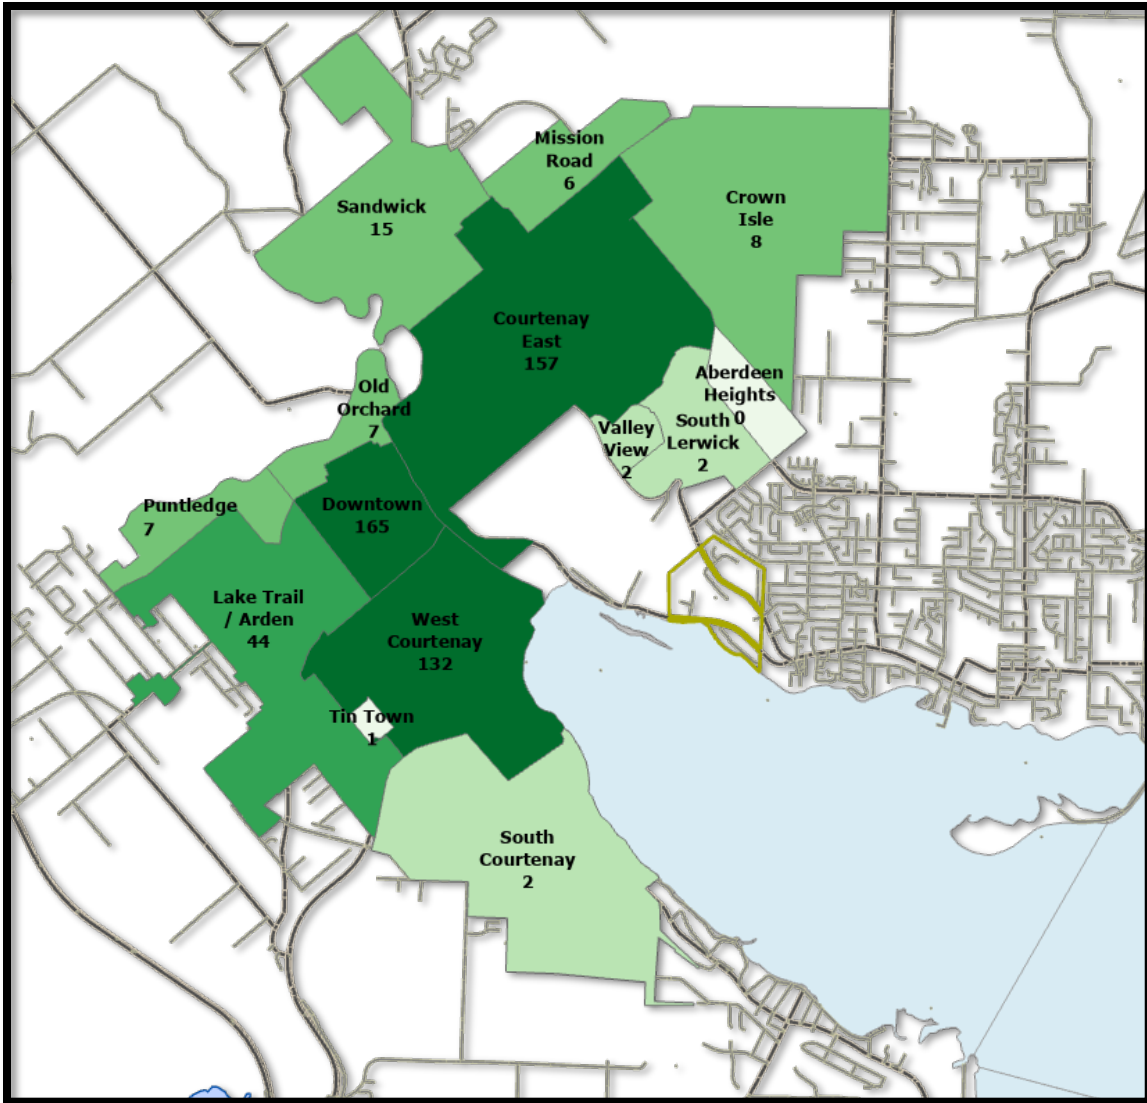 Mission
Road
6
Crown
Isle
8
Sandwick
15
Courtenay
East
157
Aberdeen
Heights
0
Old
Orchard
7
South
Lerwick
2
Valley
View
2
Puntledge
7
Downtown
165
Lake Trail
/ Arden
44
West
Courtenay
132
Tin Town
1
South
Courtenay
2